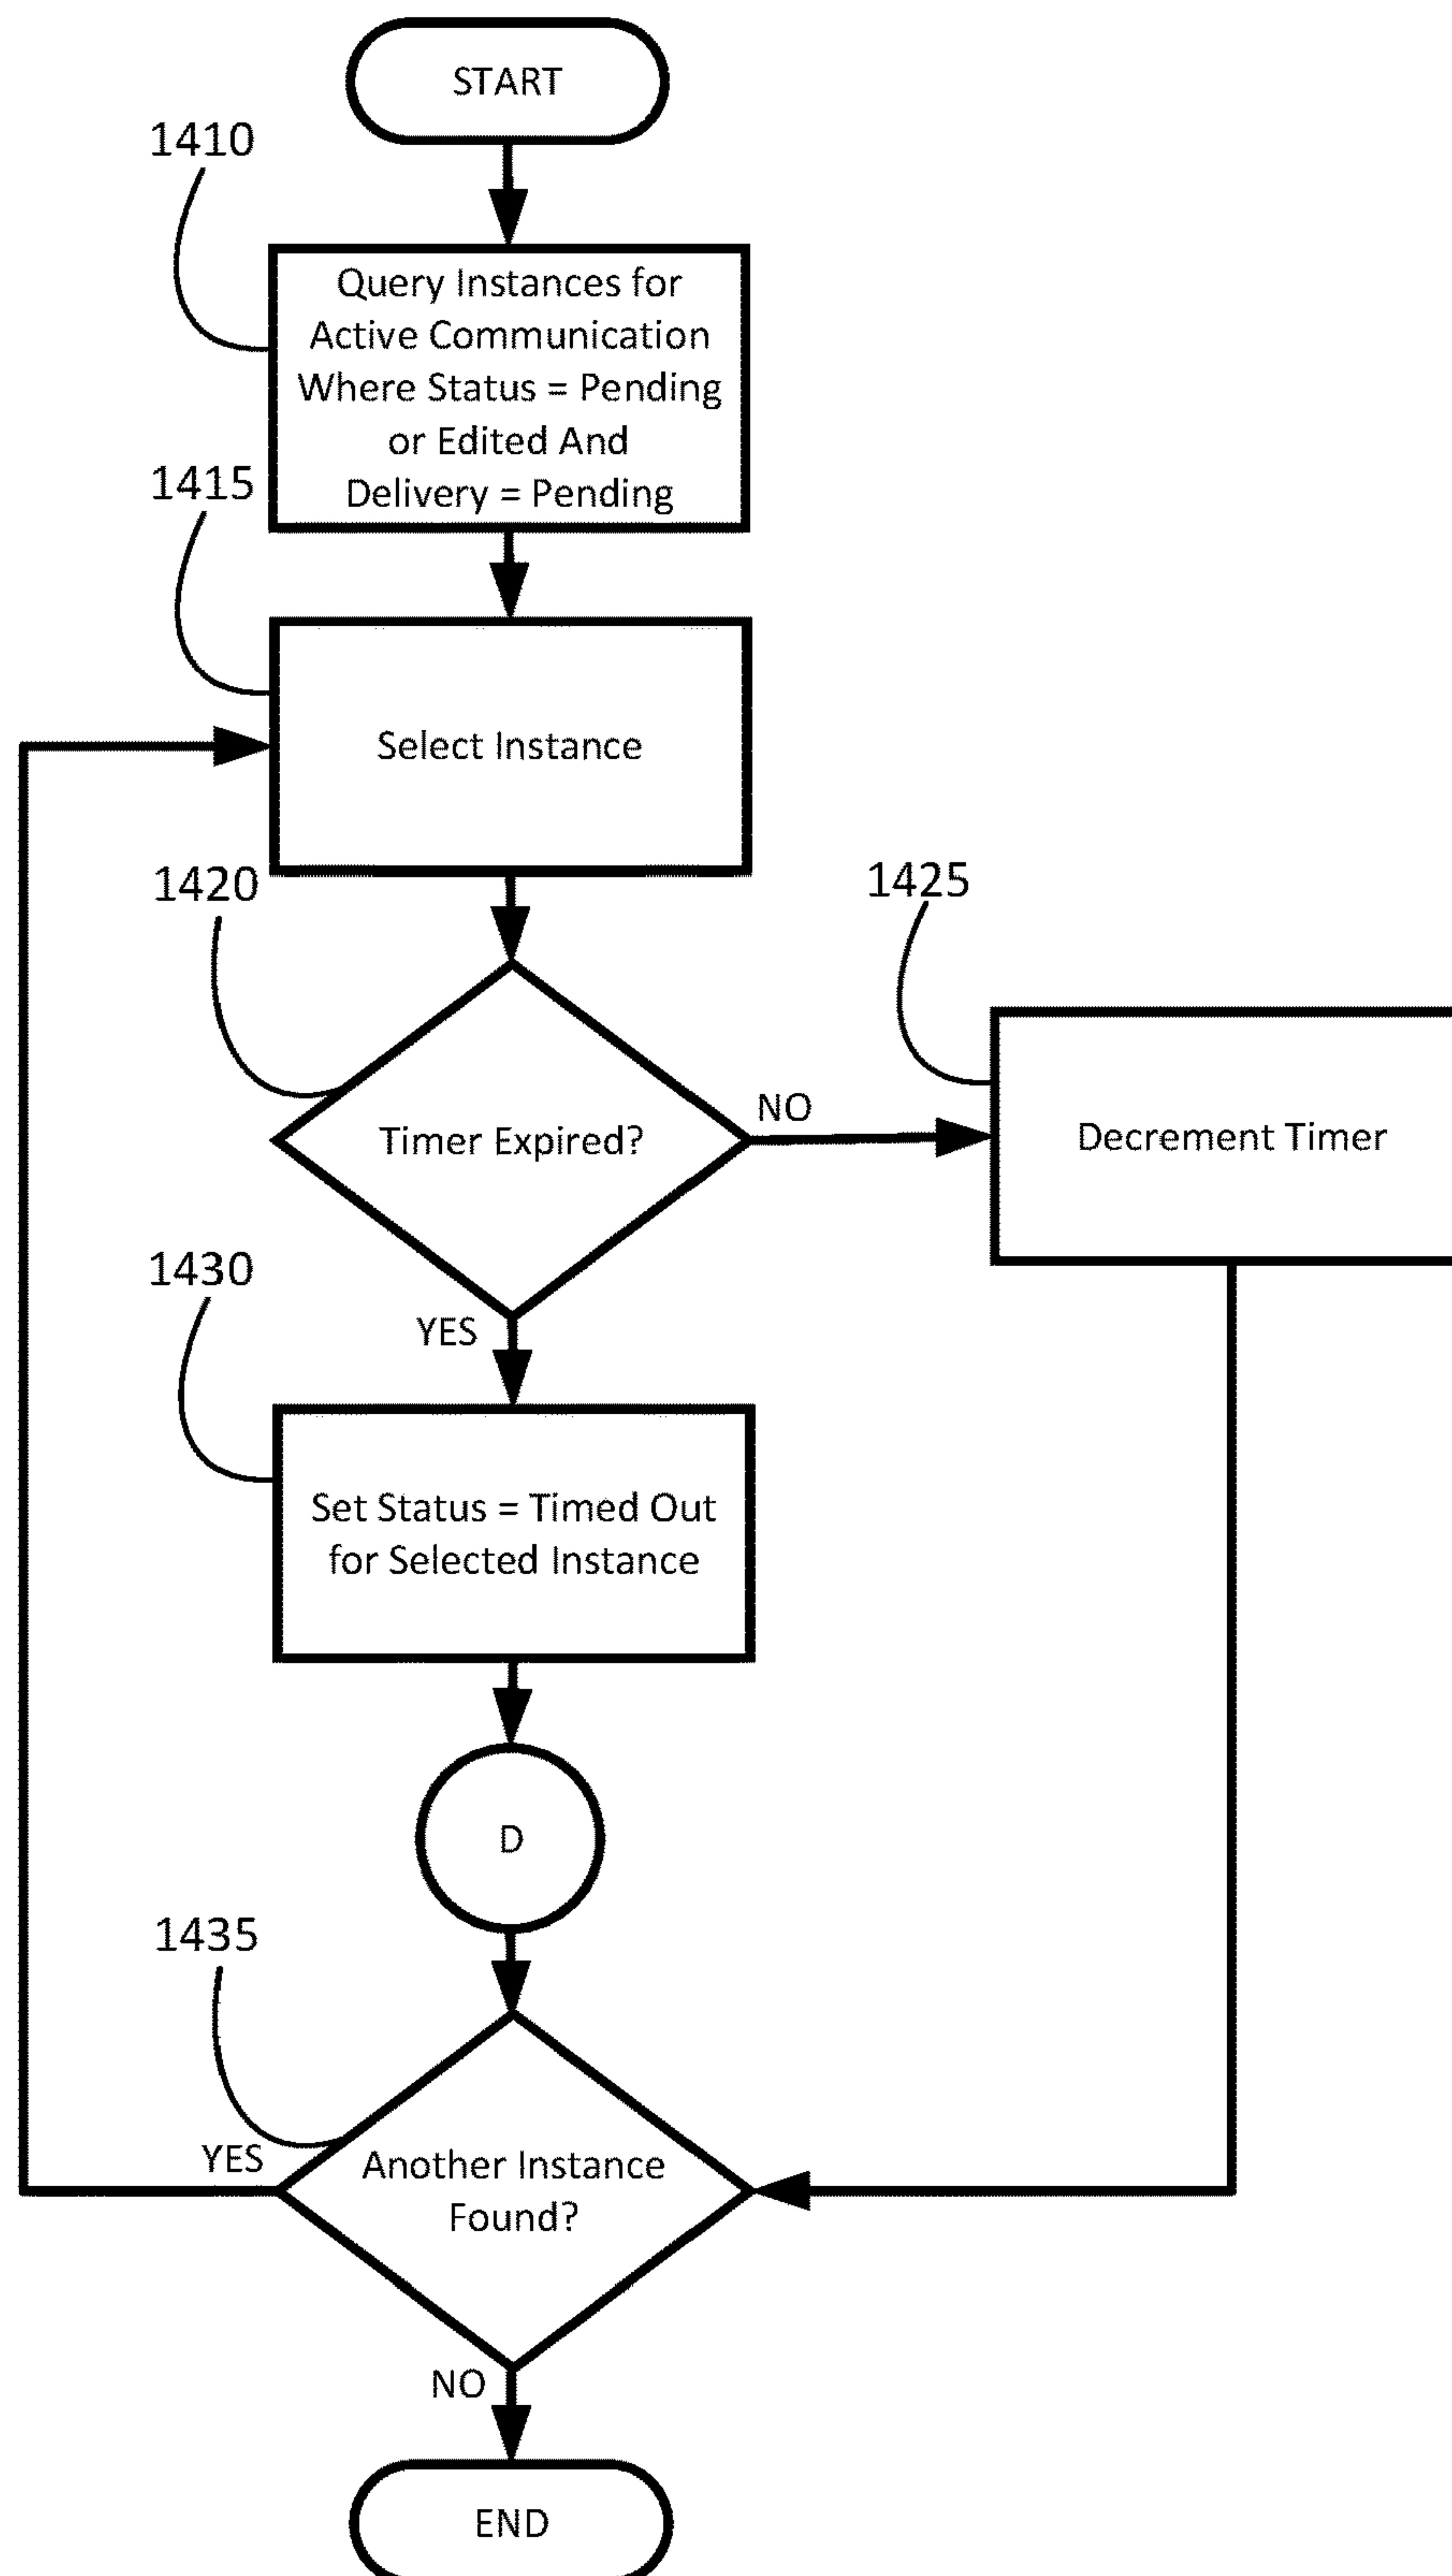 START
1410
Query Instances for
Active Communication
Where Status = Pending
or Edited And
Delivery = Pending
1415
Select Instance
1420
1425
Timer Expired?
NO
Decrement Timer
YES
1430
Set Status = Timed Out
for Selected Instance
D
1435
YES
Another Instance
Found?
NO
END